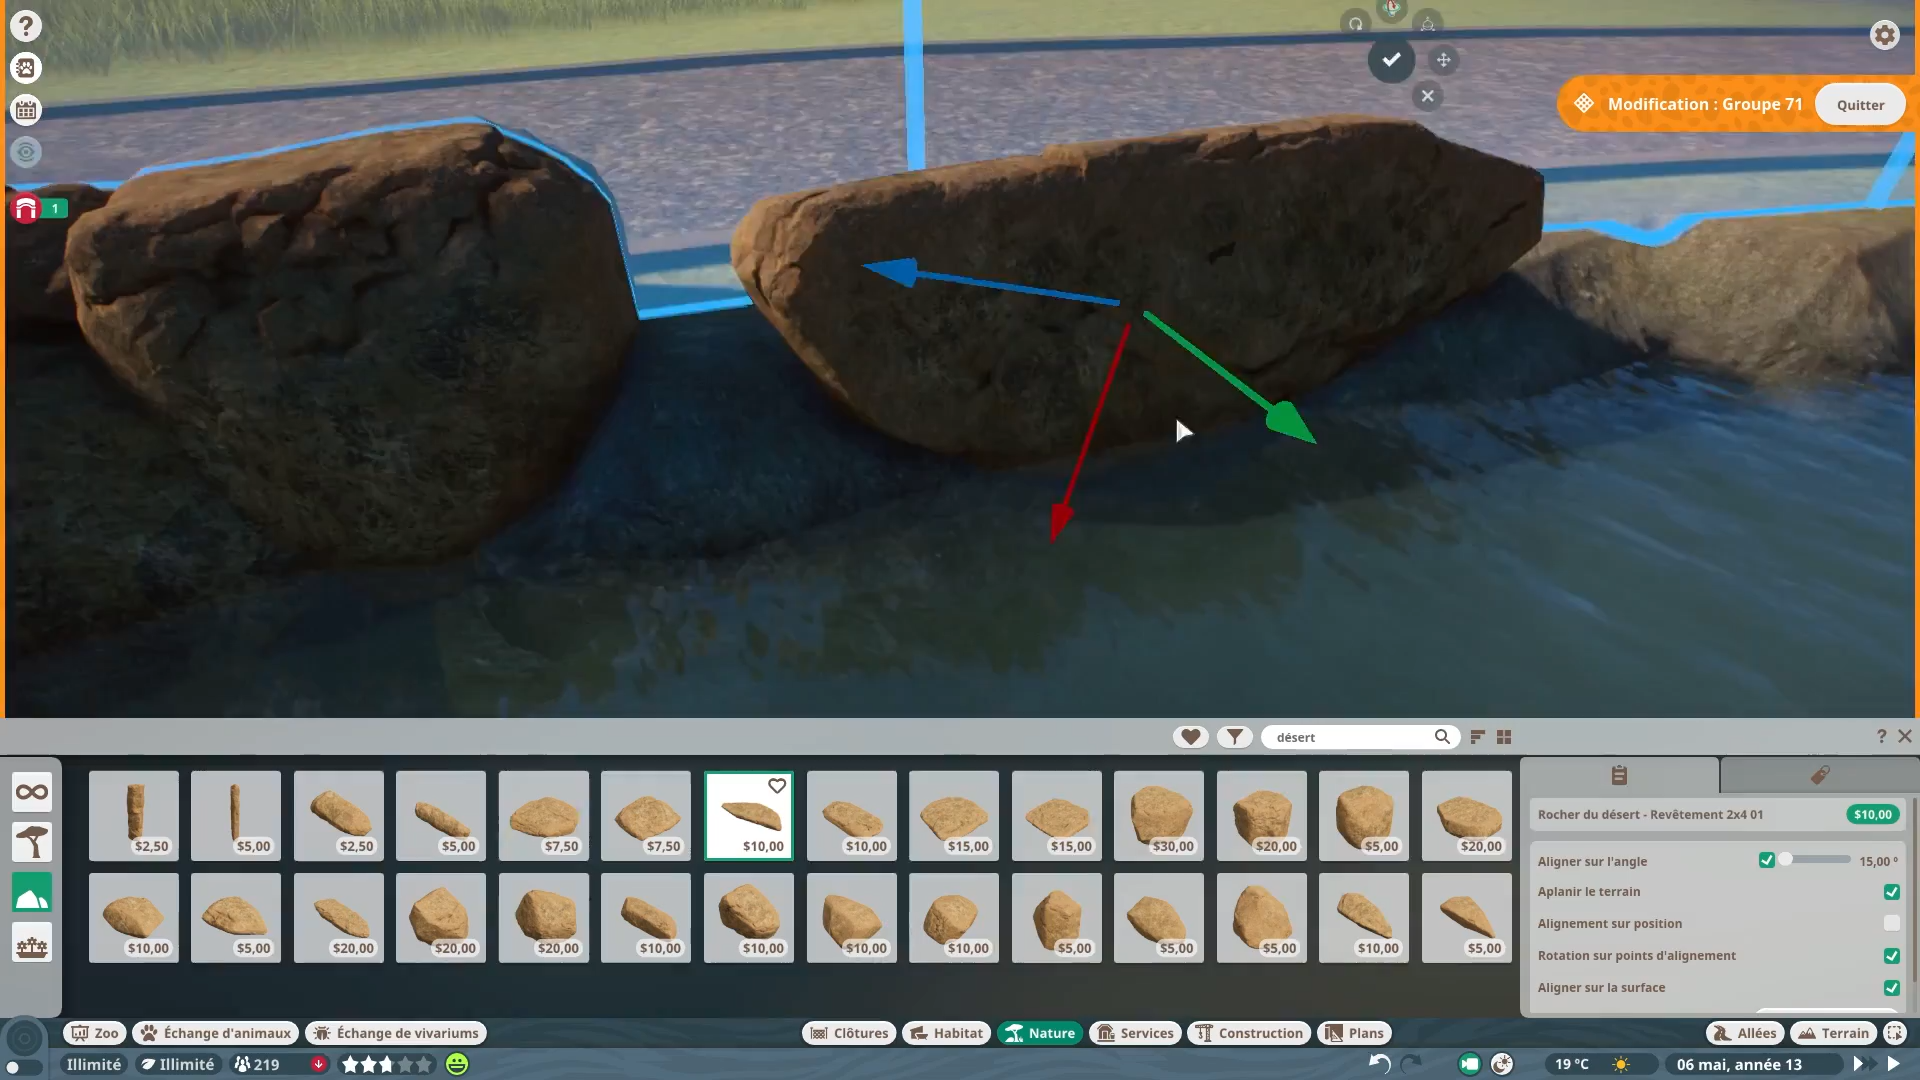 ?
Modification : Groupe 71
Quitter
1
désert
?
$2,50
$5,00
$2,50
$5,00
$7,50
$7,50
$10,00
$10,00
$15,00
$15,00
$30,00
$20,00
$5,00
$20,00
$10,00
$5,00
$20,00
$20,00
$20,00
$10,00
$10,00
$10,00
$10,00
$5,00
$5,00
$5,00
$10,00
$5,00
Rocher du désert - Revêtement 2x4 01
$10,00
Aligner sur l'angle
15,00 °
Aplanir le terrain
Alignement sur position
Rotation sur points d'alignement
Aligner sur la surface
Zoo
Échange d'animaux
Échange de vivariums
Clôtures
Habitat
Nature
Services
Construction
Plans
Allées
Terrain
Illimité
Illimité
219
19 °C
06 mai, année 13